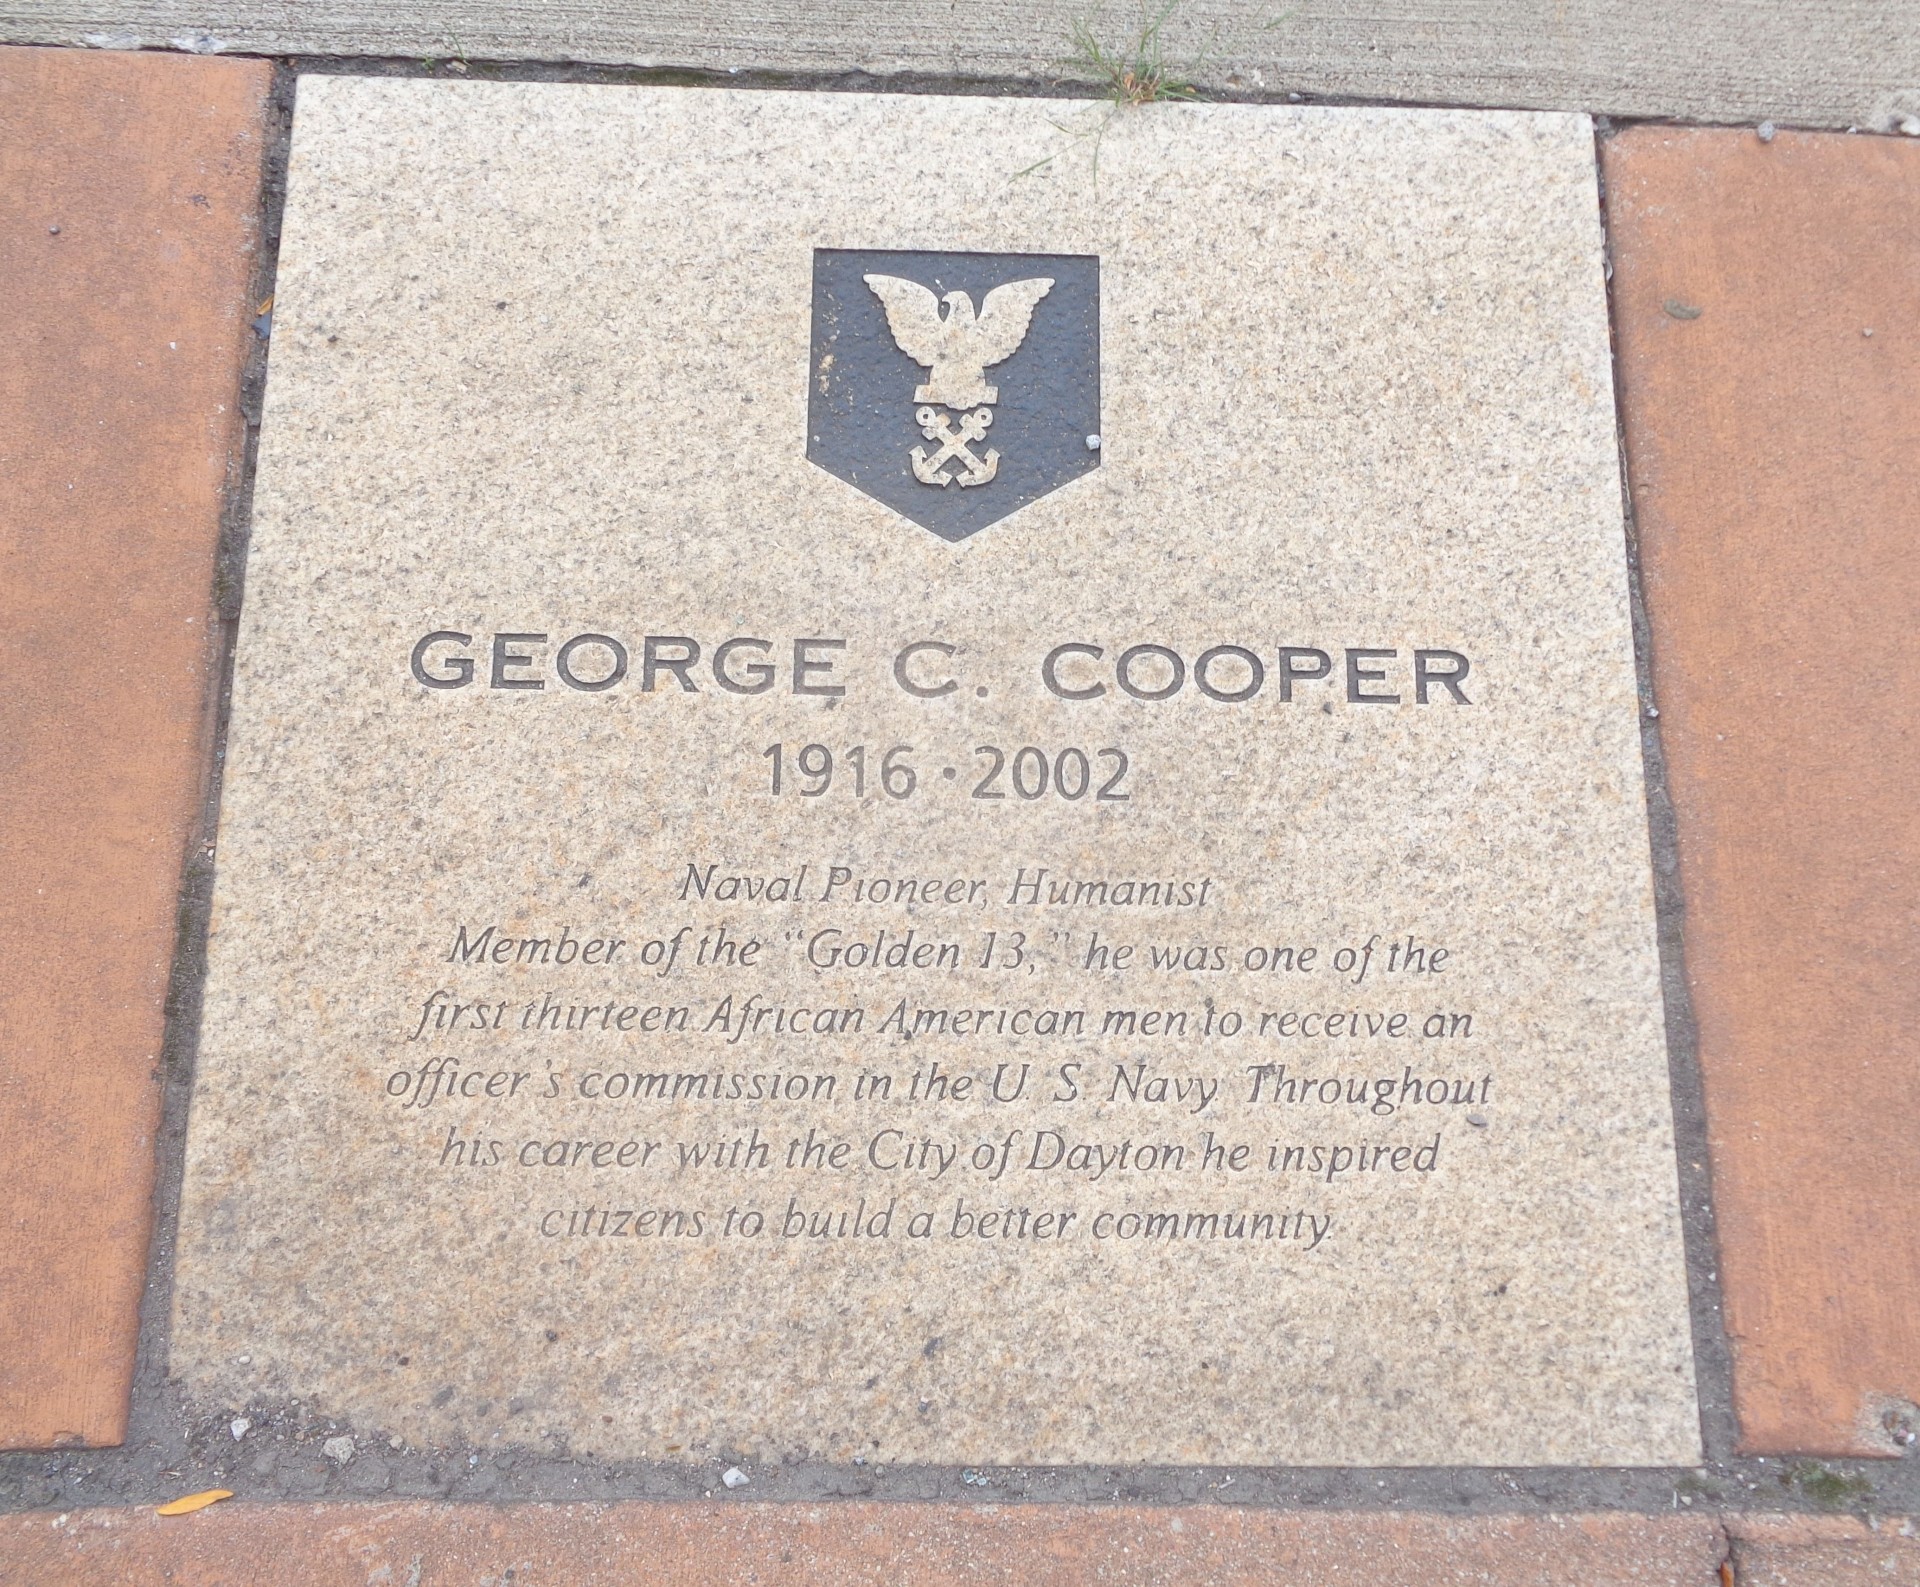 GEORGE C. COOPER
1916 · 2002
Naval Pioneer, Humanist
Member of the “Golden 13,” he was one of the
first thirteen African American men to receive an
officer's commission in the U. S. Navy. Throughout
his career with the City of Dayton he inspired
citizens to build a better community.